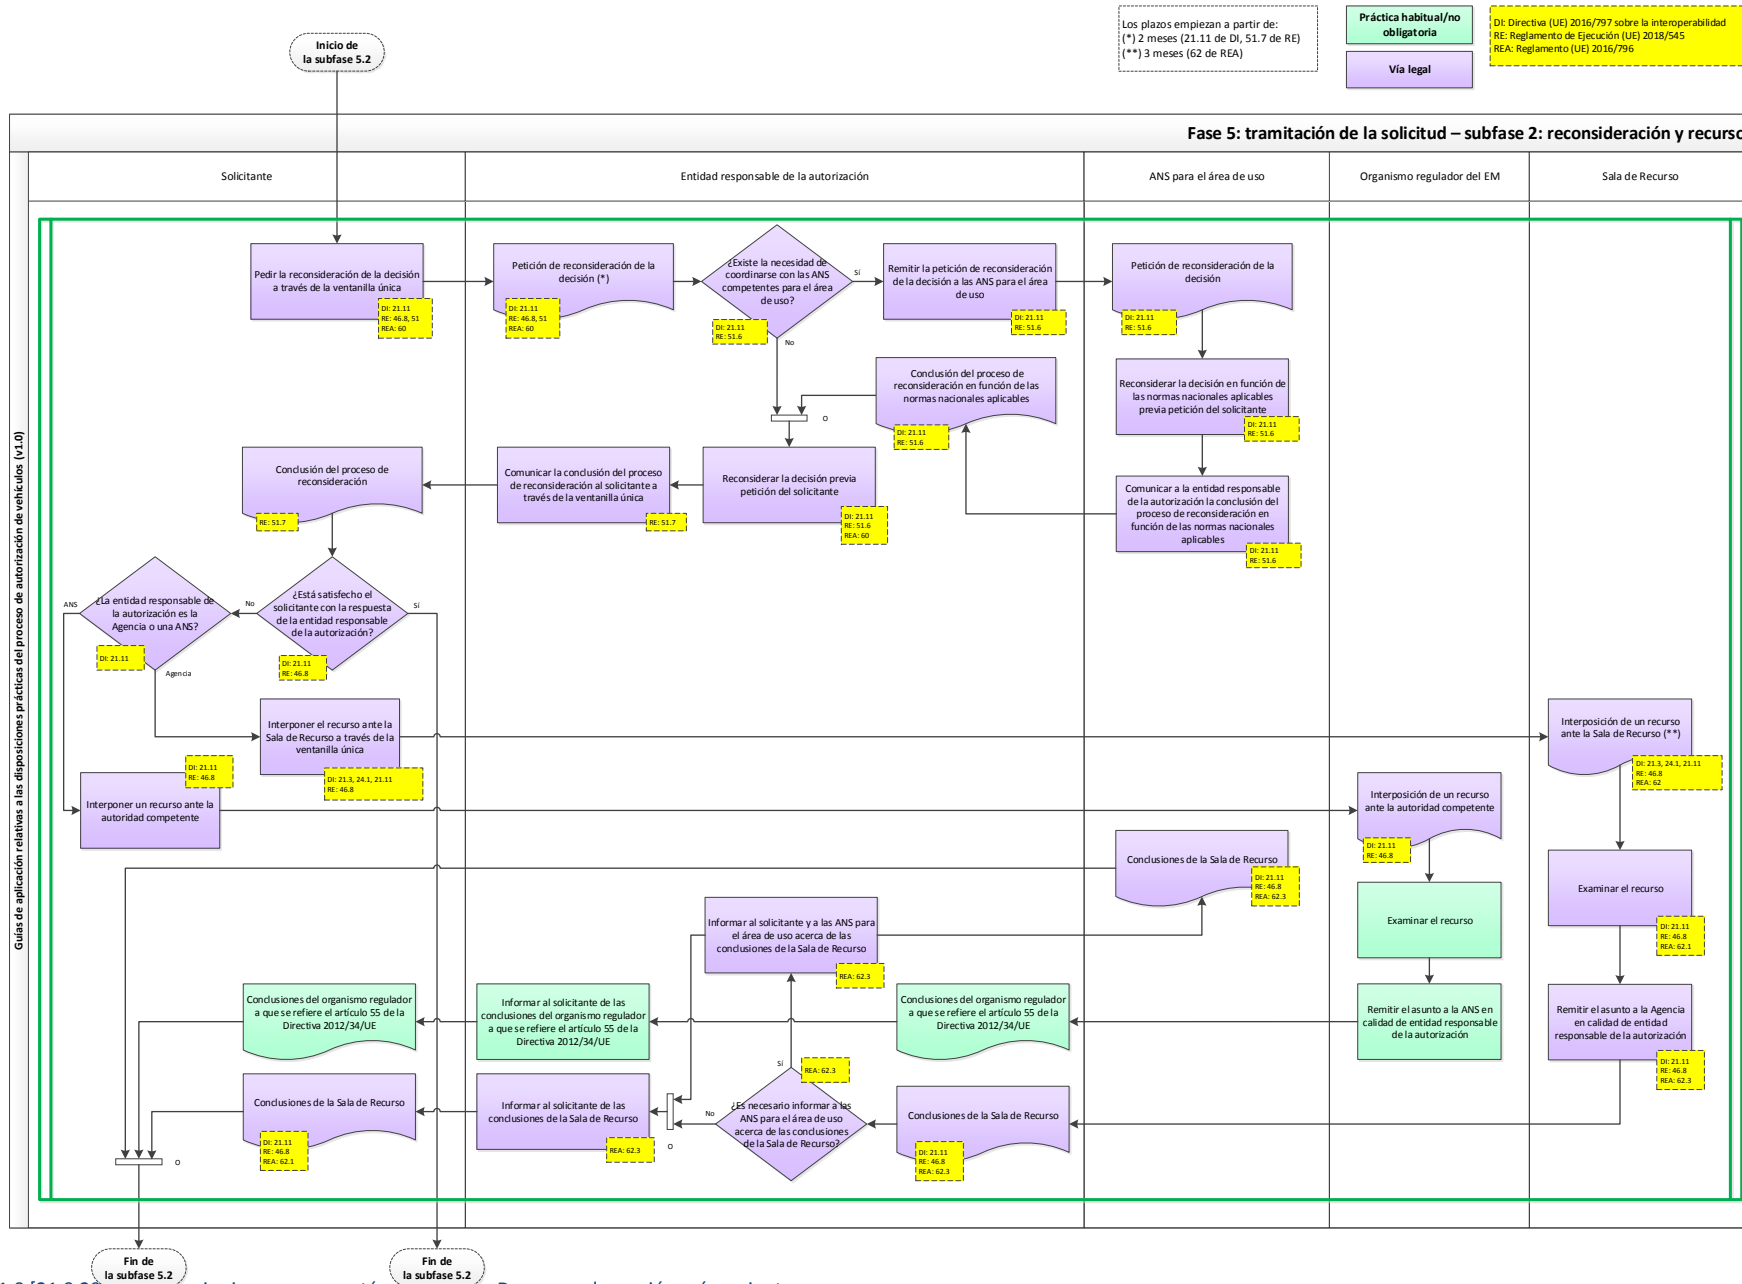 Los plazos empiezan a partir de:
(*) 2 meses (21.11 de DI, 51.7 de RE)
(**) 3 meses (62 de REA)
Práctica habitual/no
obligatoria
Vía legal
DI: Directiva (UE) 2016/797 sobre la interoperabilidad
RE: Reglamento de Ejecución (UE) 2018/545
REA: Reglamento (UE) 2016/796
Inicio de
la subfase 5.2
Fase 5: tramitación de la solicitud – subfase 2: reconsideración y recurso
Guías de aplicación relativas a las disposiciones prácticas del proceso de autorización de vehículos (v1.0)
Solicitante
Entidad responsable de la autorización
ANS para el área de uso
Organismo regulador del EM
Sala de Recurso
Pedir la reconsideración de la decisión
a través de la ventanilla única
DI: 21.11
RE: 46.8, 51
REA: 60
Petición de reconsideración de la
decisión (*)
DI: 21.11
RE: 46.8, 51
REA: 60
¿Existe la necesidad de
coordinarse con las ANS
competentes para el área
de uso?
DI: 21.11
RE: 51.6
Sí
No
Remitir la petición de reconsideración
de la decisión a las ANS para el área
de uso
DI: 21.11
RE: 51.6
Petición de reconsideración de la
decisión
DI: 21.11
RE: 51.6
Conclusión del proceso de
reconsideración en función de las
normas nacionales aplicables
DI: 21.11
RE: 51.6
O
Reconsiderar la decisión en función de
las normas nacionales aplicables
previa petición del solicitante
DI: 21.11
RE: 51.6
Conclusión del proceso de
reconsideración
RE: 51.7
Comunicar la conclusión del proceso
de reconsideración al solicitante a
través de la ventanilla única
RE: 51.7
Reconsiderar la decisión previa
petición del solicitante
DI: 21.11
RE: 51.6
REA: 60
Comunicar a la entidad responsable
de la autorización la conclusión del
proceso de reconsideración en
función de las normas nacionales
aplicables
DI: 21.11
RE: 51.6
ANS
¿La entidad responsable de
la autorización es la
Agencia o una ANS?
DI: 21.11
Agencia
No
¿Está satisfecho el
solicitante con la respuesta
de la entidad responsable
de la autorización?
DI: 21.11
RE: 46.8
Sí
Interponer el recurso ante la
Sala de Recurso a través de la
ventanilla única
DI: 21.3, 24.1, 21.11
RE: 46.8
Interposición de un recurso
ante la Sala de Recurso (**)
DI: 21.3, 24.1, 21.11
RE: 46.8
REA: 62
DI: 21.11
RE: 46.8
Interponer un recurso ante la
autoridad competente
Interposición de un recurso
ante la autoridad competente
DI: 21.11
RE: 46.8
Conclusiones de la Sala de Recurso
DI: 21.11
RE: 46.8
REA: 62.3
Examinar el recurso
Examinar el recurso
DI: 21.11
RE: 46.8
REA: 62.1
Informar al solicitante y a las ANS para
el área de uso acerca de las
conclusiones de la Sala de Recurso
REA: 62.3
Conclusiones del organismo regulador
a que se refiere el artículo 55 de la
Directiva 2012/34/UE
Informar al solicitante de las
conclusiones del organismo regulador
a que se refiere el artículo 55 de la
Directiva 2012/34/UE
Conclusiones del organismo regulador
a que se refiere el artículo 55 de la
Directiva 2012/34/UE
Remitir el asunto a la ANS en
calidad de entidad responsable
de la autorización
Remitir el asunto a la Agencia
en calidad de entidad
responsable de la autorización
DI: 21.11
RE: 46.8
REA: 62.3
Conclusiones de la Sala de Recurso
DI: 21.11
RE: 46.8
REA: 62.1
Informar al solicitante de las
conclusiones de la Sala de Recurso
REA: 62.3
O
Sí
REA: 62.3
No
¿Es necesario informar a las
ANS para el área de uso
acerca de las conclusiones
de la Sala de Recurso?
Conclusiones de la Sala de Recurso
DI: 21.11
RE: 46.8
REA: 62.3
O
Fin de
la subfase 5.2
Fin de
la subfase 5.2